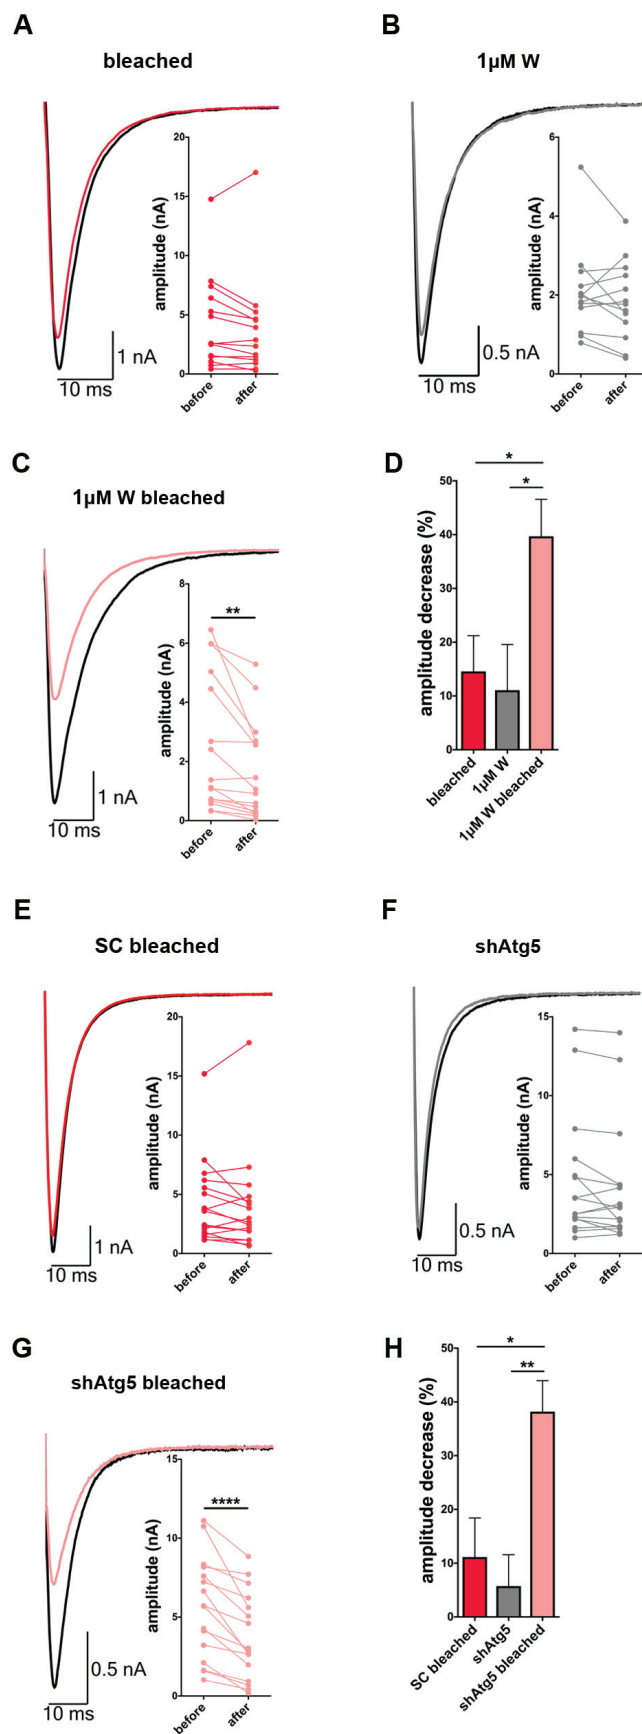 A
bleached
20
15
10
5
0
amplitude (nA)
before
after
1 nA
10 ms
B
1µM W
6
4
2
0
amplitude (nA)
before
after
0.5 nA
10 ms
C
1µM W bleached
8
6
4
2
0
amplitude (nA)
**
before
after
1 nA
10 ms
D
50
40
30
20
10
0
amplitude decrease (%)
*
*
bleached
1µM W
1µM W bleached
E
SC bleached
20
15
10
5
0
amplitude (nA)
before
after
1 nA
10 ms
F
shAtg5
15
10
5
0
amplitude (nA)
before
after
0.5 nA
10 ms
G
shAtg5 bleached
15
10
5
0
amplitude (nA)
****
before
after
0.5 nA
10 ms
H
50
40
30
20
10
0
amplitude decrease (%)
*
**
SC bleached
shAtg5
shAtg5 bleached